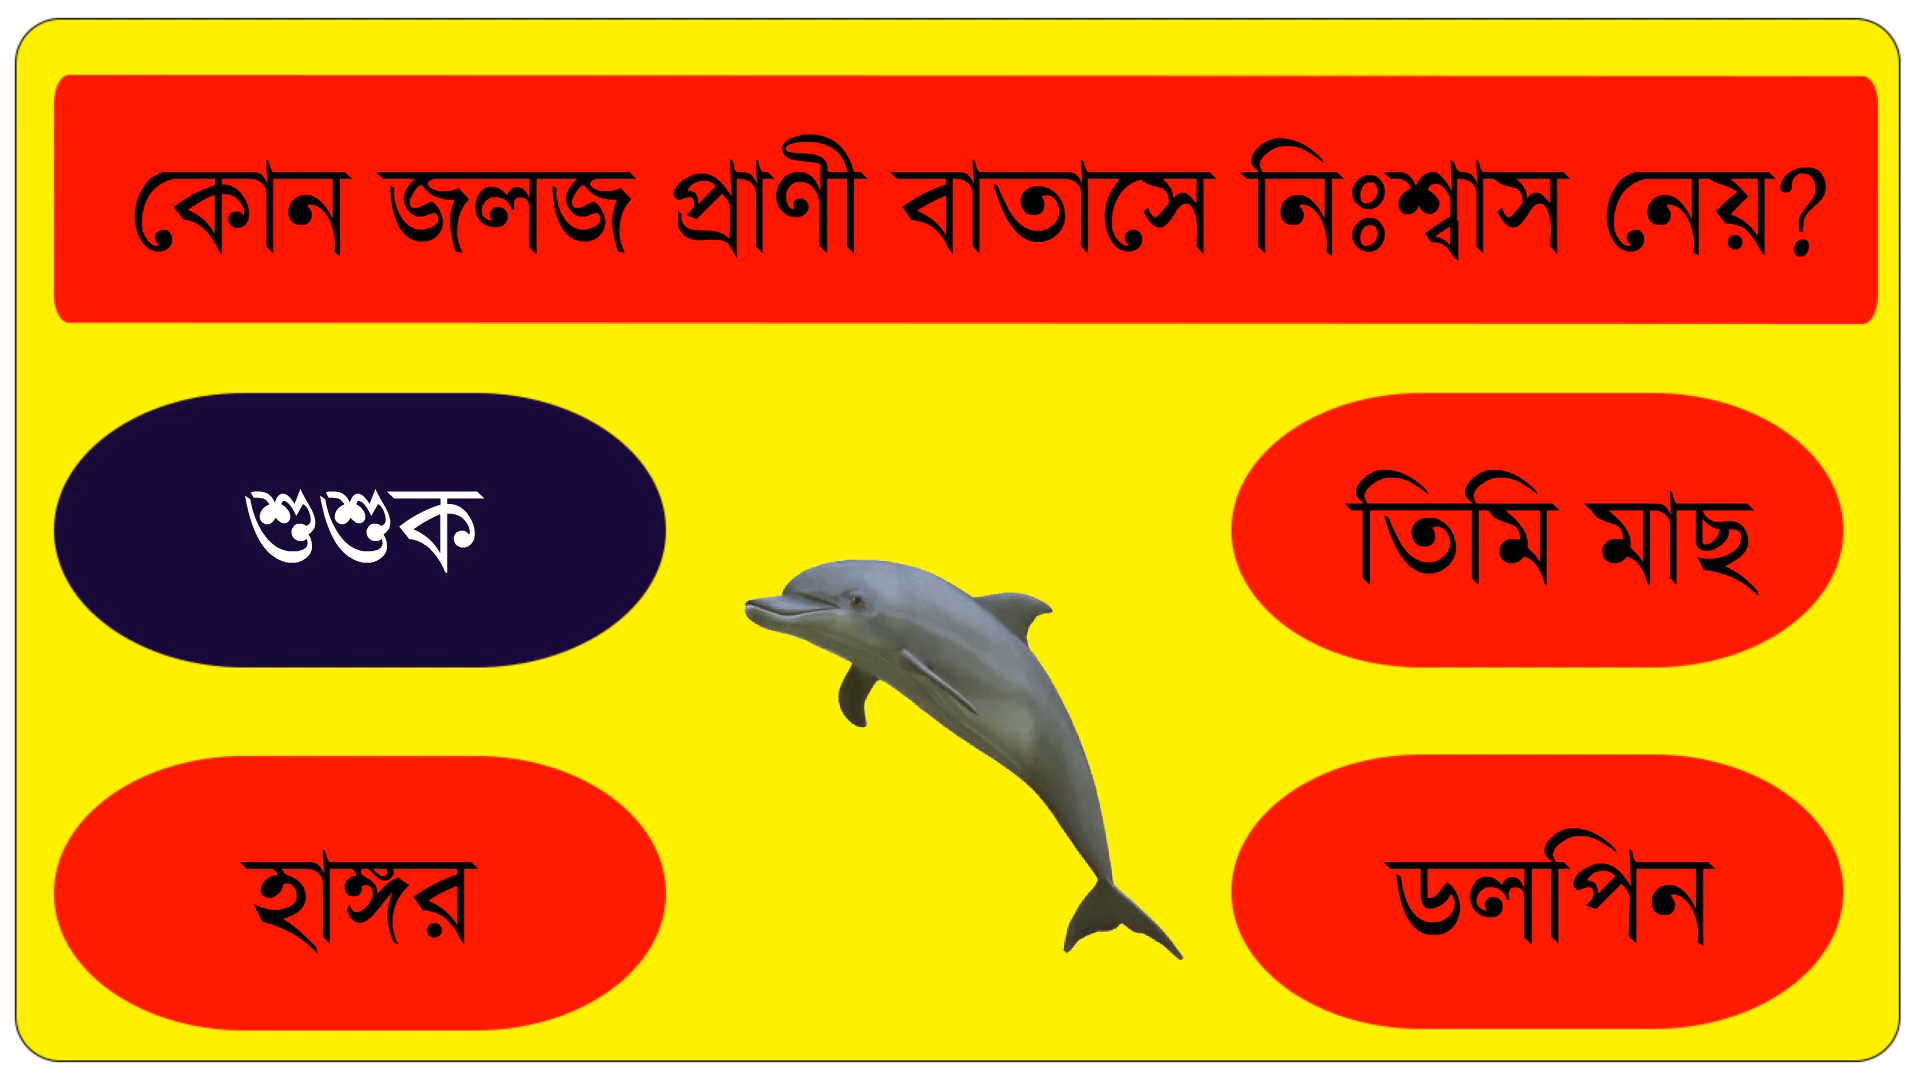 কোন জলজ প্রাণী বাতাসে নিঃশ্বাস নেয়?
শুশুক
তিমি মাছ
হাঙ্গর
ডলপিন